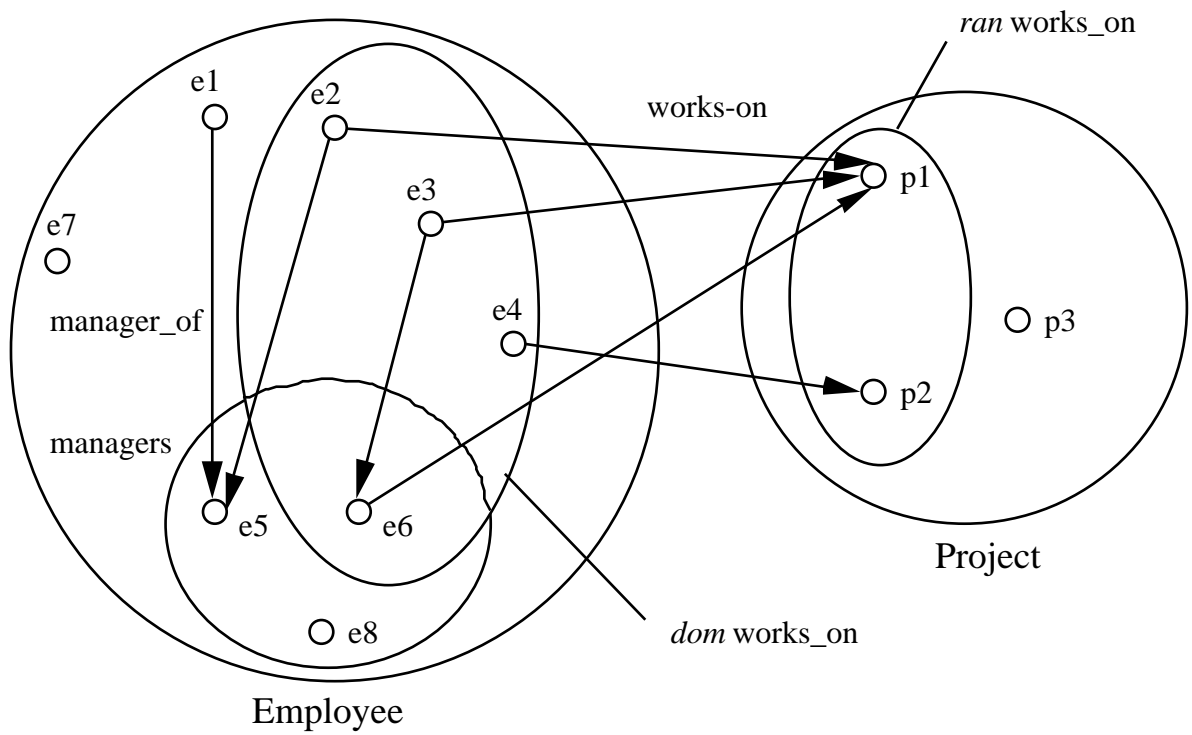 ran works_on
e1
e2
works-on
p1
e3
e7
e4
manager_of
p3
p2
managers
e5
e6
Project
e8
dom works_on
Employee